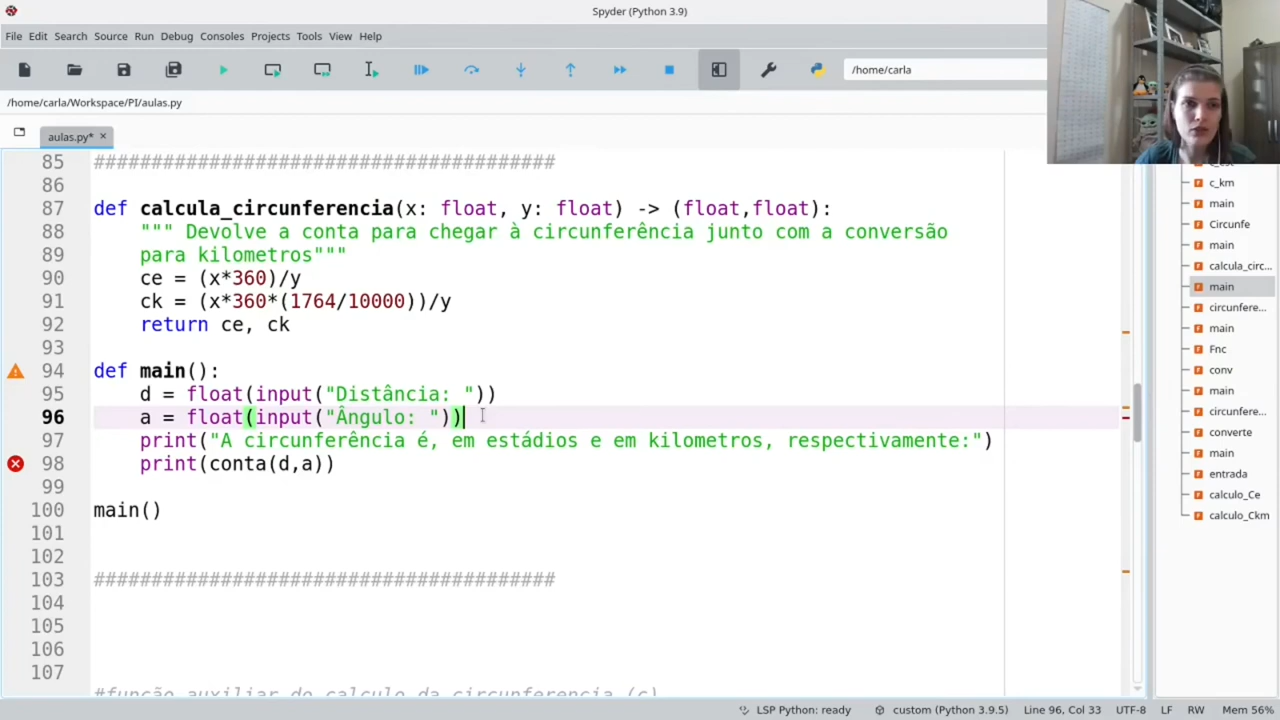 Spyder (Python 3.9)
File Edit Search Source Run Debug Consoles Projects Tools View Help
/home/carla
/home/carla/Workspace/PI/aulas.py
aulas.py*
85 ########################################
86
87 def calcula_circunferencia(x: float, y: float) -> (float,float):
88 """ Devolve a conta para chegar à circunferência junto com a conversão
89 para kilometros"""
90 ce = (x*360)/y
91 ck = (x*360*(1764/10000))/y
92 return ce, ck
93
94 def main():
95 d = float(input("Distância: "))
96 a = float(input("Ângulo: "))
97 print("A circunferência é, em estádios e em kilometros, respectivamente:")
98 print(conta(d,a))
99
100 main()
101
102
103 ########################################
104
105
106
107
#função auxiliar do calculo da circunferencia (c)
c_km
main
Circunfe
main
calcula_circ...
main
circunfere...
main
Fnc
conv
main
circunfere...
converte
main
entrada
calculo_Ce
calculo_Ckm
LSP Python: ready custom (Python 3.9.5) Line 96, Col 33 UTF-8 LF RW Mem 56%